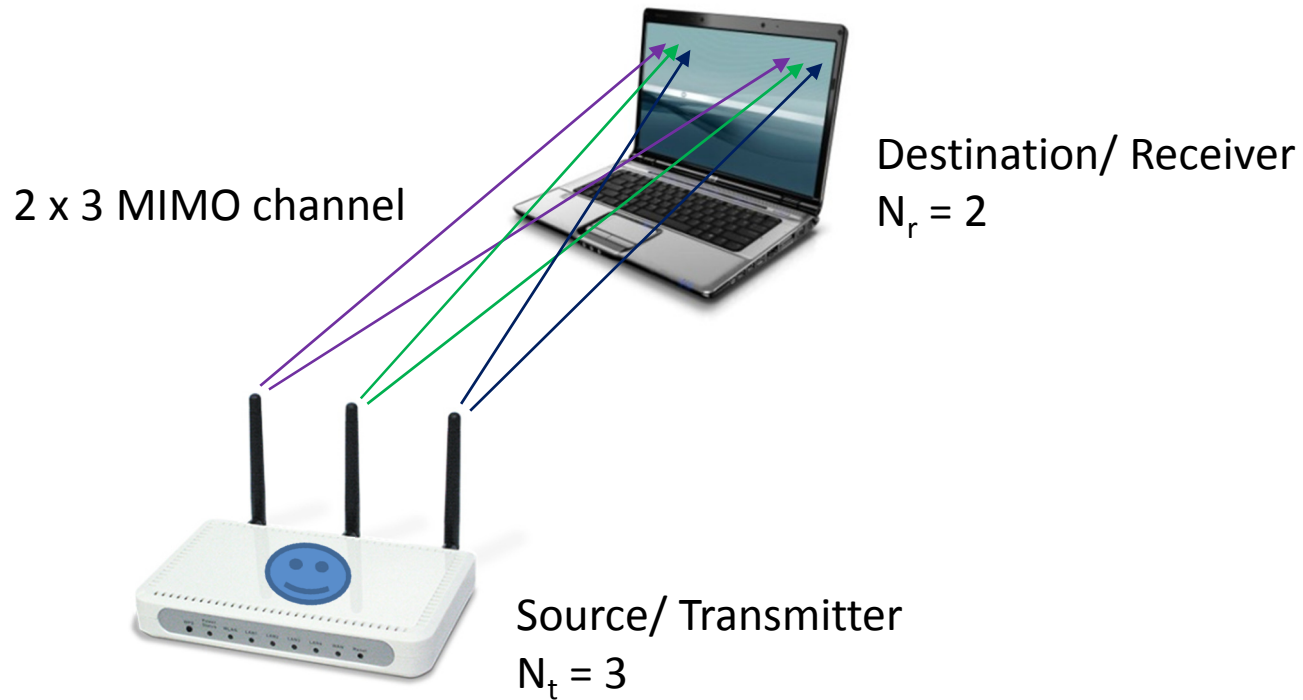 2 x 3 MIMO channel
Destination/ Receiver
Nᵣ = 2
Source/ Transmitter
Nₜ = 3